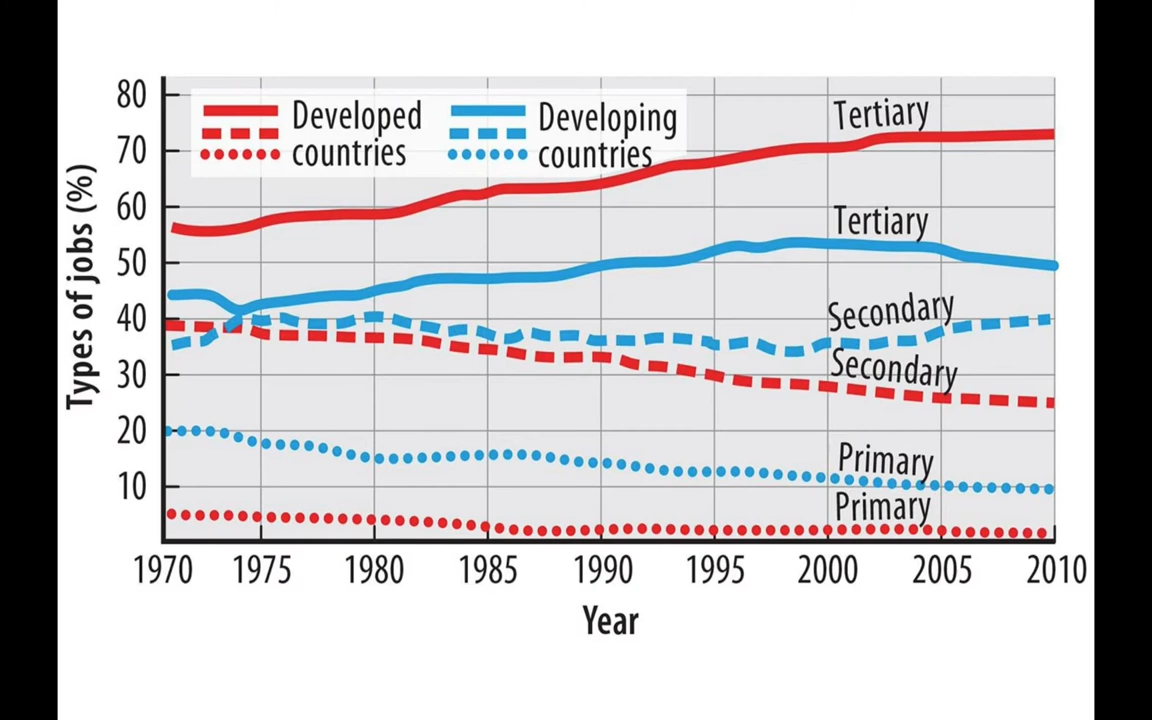 80
70
60
50
40
30
20
10
Types of jobs (%)
Developed
countries
Developing
countries
Tertiary
Tertiary
Secondary
Secondary
Primary
Primary
1970 1975 1980 1985 1990 1995 2000 2005 2010
Year